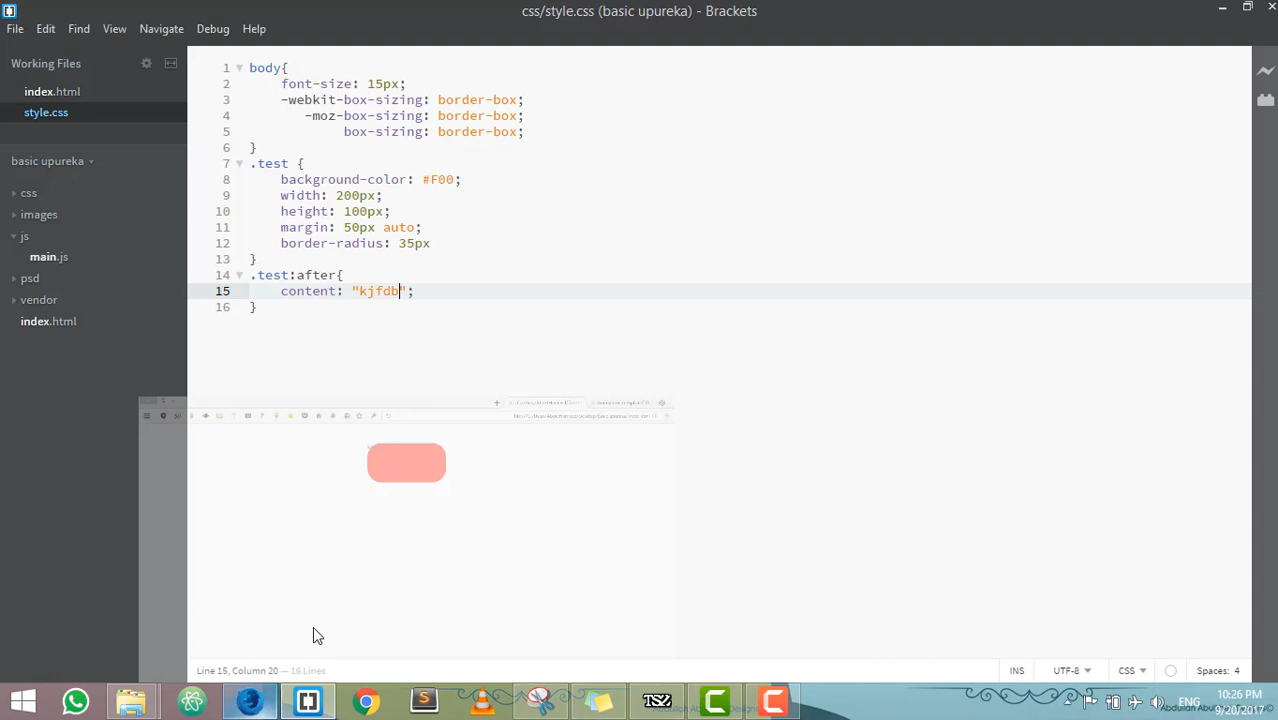 css/style.css (basic upureka) - Brackets
File Edit Find View Navigate Debug Help
Working Files
index.html
style.css
basic upureka
css
images
js
main.js
psd
vendor
index.html
1 body{
2 font-size: 15px;
3 -webkit-box-sizing: border-box;
4 -moz-box-sizing: border-box;
5 box-sizing: border-box;
6 }
7 .test {
8 background-color: #F00;
9 width: 200px;
10 height: 100px;
11 margin: 50px auto;
12 border-radius: 35px
13 }
14 .test:after{
15 content: "kjfdb";
16 }
Line 15, Column 20 — 16 Lines
INS UTF-8 CSS Spaces: 4
TSZ
ENG
10:26 PM
9/20/2017